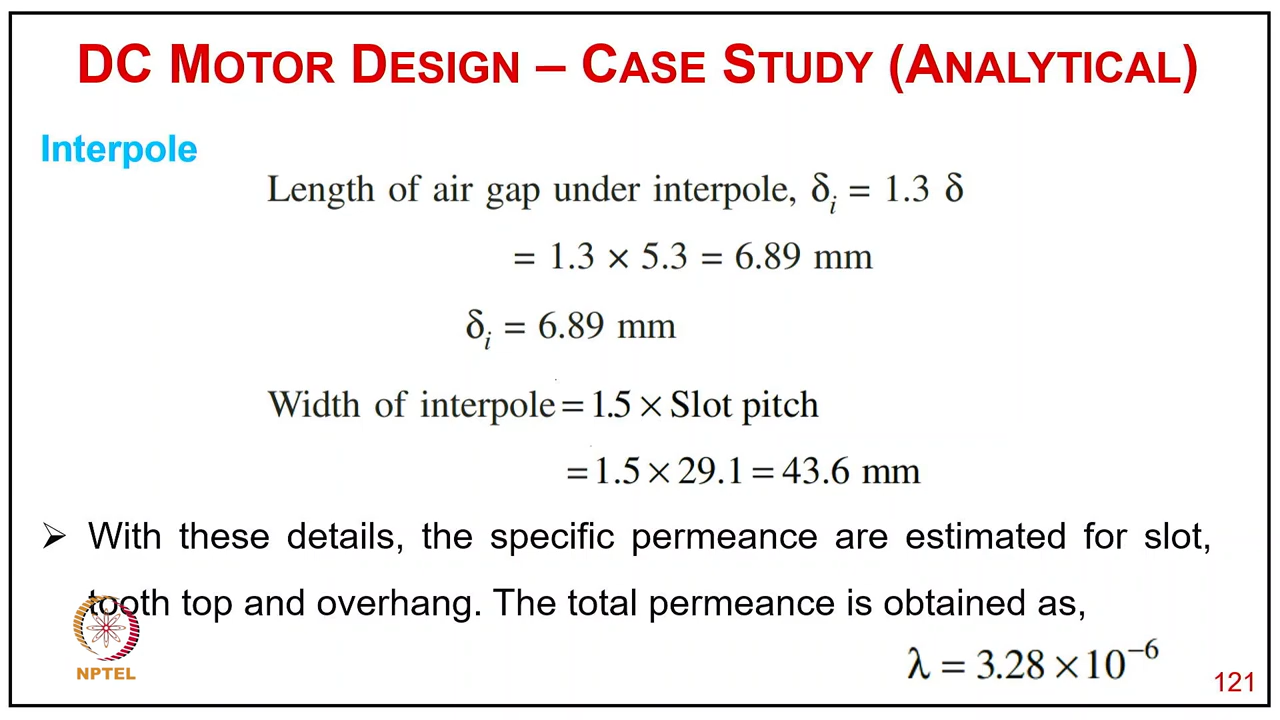 DC MOTOR DESIGN – CASE STUDY (ANALYTICAL)
Interpole
Length of air gap under interpole, δᵢ = 1.3 δ
= 1.3 × 5.3 = 6.89 mm
δᵢ = 6.89 mm
Width of interpole = 1.5 × Slot pitch
= 1.5 × 29.1 = 43.6 mm
➢ With these details, the specific permeance are estimated for slot,
tooth top and overhang. The total permeance is obtained as,
λ = 3.28 × 10⁻⁶
NPTEL
121